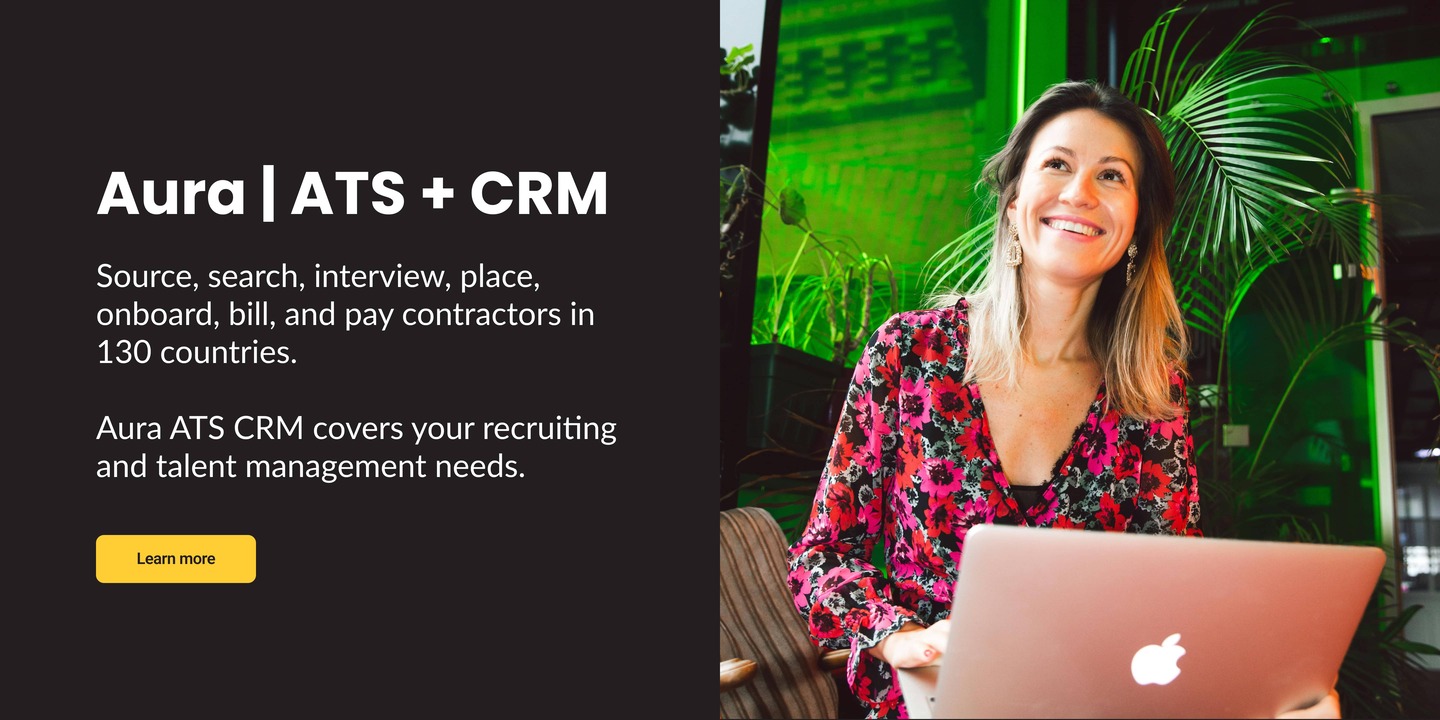 Aura | ATS + CRM
Source, search, interview, place,
onboard, bill, and pay contractors in
130 countries.
Aura ATS CRM covers your recruiting
and talent management needs.
Learn more